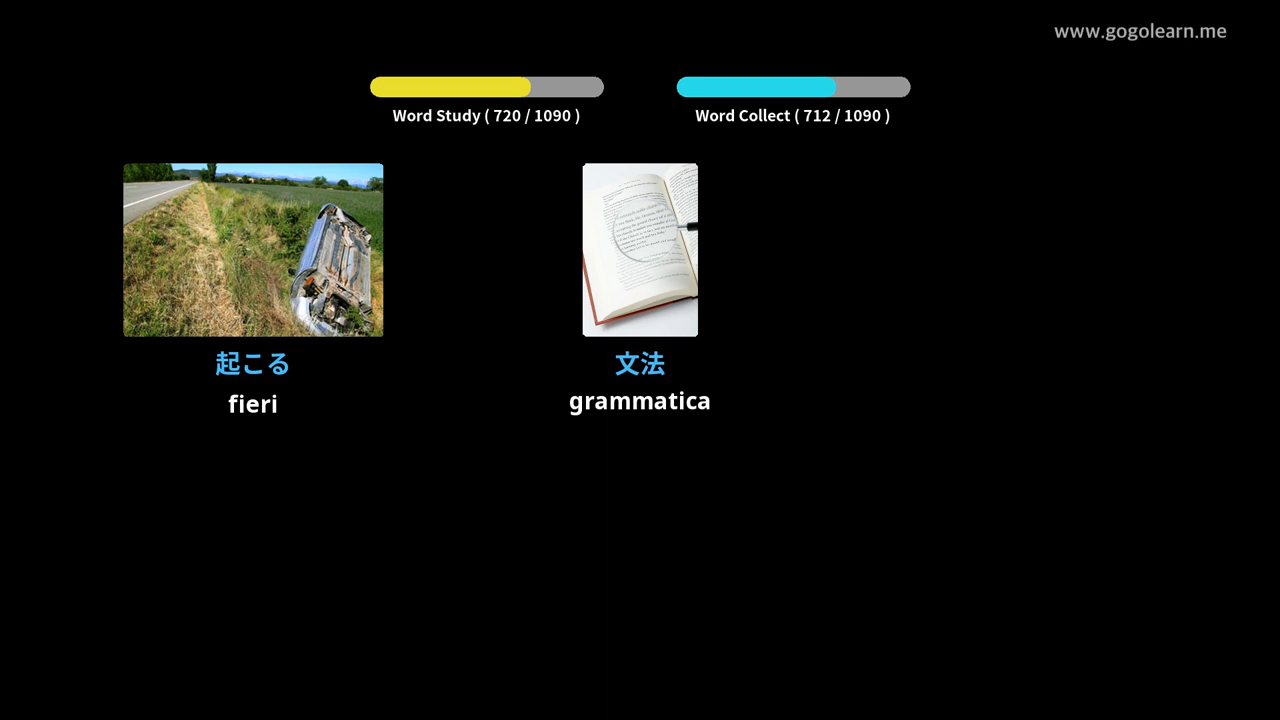 www.gogolearn.me
Word Study ( 720 / 1090 )
Word Collect ( 712 / 1090 )
起こる
fieri
文法
grammatica